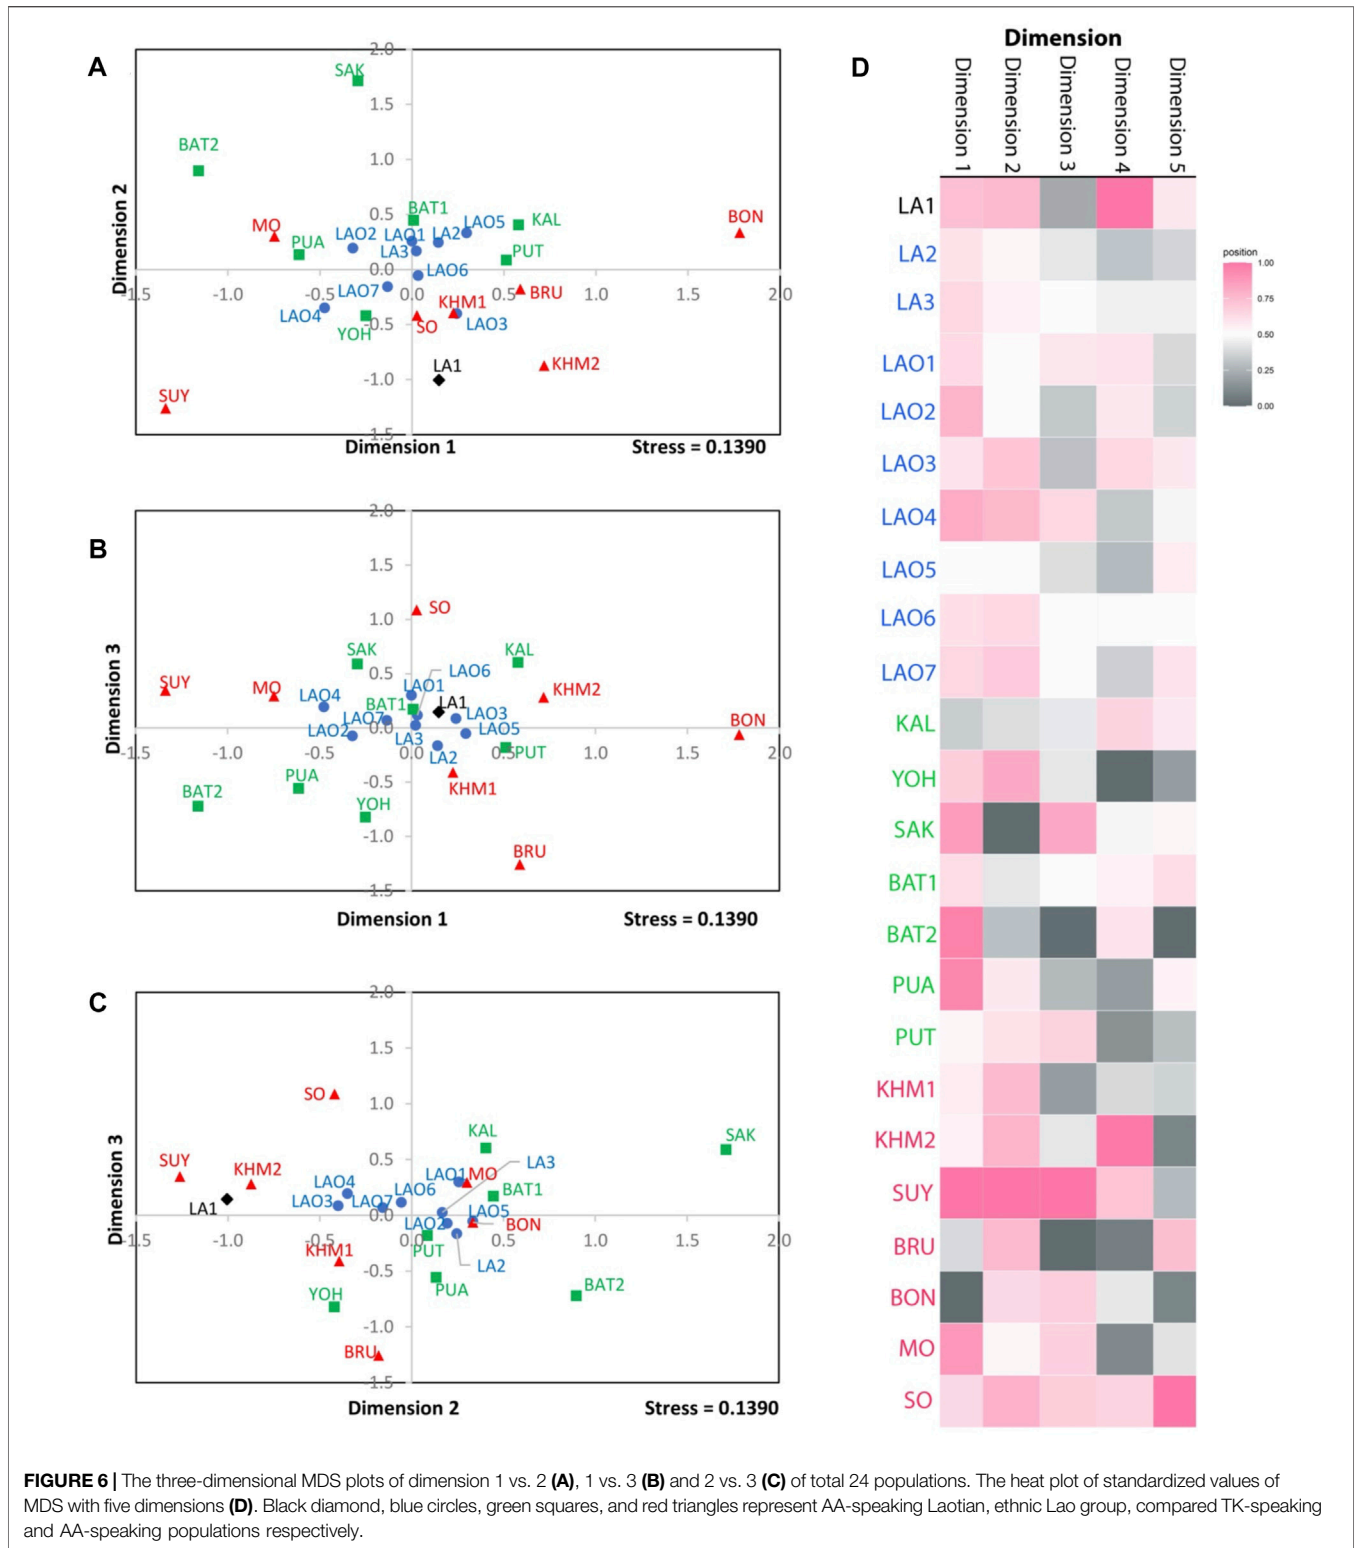 A
Dimension 2
2.0
1.5
1.0
0.5
0.0
-0.5
-1.0
-1.5
-1.5
-1.0
-0.5
0.0
0.5
1.0
1.5
2.0
SAK
BAT2
BAT1
LAO5
KAL
BON
MO
PUA
LAO2
LAO1
LA2
LA3
PUT
LAO6
LAO7
BRU
KHM1
LAO4
SO
LAO3
YOH
LA1
KHM2
SUY
Dimension 1
Stress = 0.1390
B
Dimension 3
2.0
1.5
1.0
0.5
0.0
-0.5
-1.0
-1.5
-1.5
-1.0
-0.5
0.0
0.5
1.0
1.5
2.0
SO
SAK
KAL
LAO6
SUY
MO
LAO4
LAO1
KHM2
BAT1
LA1
LAO7
LAO3
BON
LAO2
LA3
LAO5
LA2
PUT
PUA
KHM1
BAT2
YOH
BRU
Dimension 1
Stress = 0.1390
C
Dimension 3
2.0
1.5
1.0
0.5
0.0
-0.5
-1.0
-1.5
-1.5
-1.0
-0.5
0.0
0.5
1.0
1.5
2.0
SO
KAL
SAK
SUY
KHM2
LA3
LAO4
LAO1
MO
LA1
LAO3
LAO7
LAO6
BAT1
LAO2
LAO5
BON
KHM1
PUT
LA2
YOH
PUA
BAT2
BRU
Dimension 2
Stress = 0.1390
D
Dimension
Dimension 1
Dimension 2
Dimension 3
Dimension 4
Dimension 5
LA1
LA2
LA3
LAO1
LAO2
LAO3
LAO4
LAO5
LAO6
LAO7
KAL
YOH
SAK
BAT1
BAT2
PUA
PUT
KHM1
KHM2
SUY
BRU
BON
MO
SO
position
1.00
0.75
0.50
0.25
0.00
FIGURE 6 | The three-dimensional MDS plots of dimension 1 vs. 2 (A), 1 vs. 3 (B) and 2 vs. 3 (C) of total 24 populations. The heat plot of standardized values of
MDS with five dimensions (D). Black diamond, blue circles, green squares, and red triangles represent AA-speaking Laotian, ethnic Lao group, compared TK-speaking
and AA-speaking populations respectively.